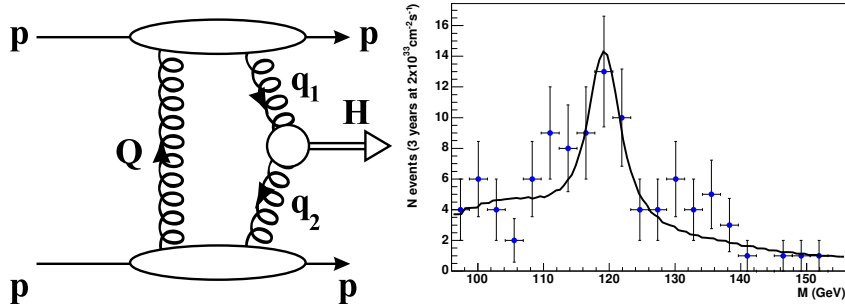 p p
q1
H
Q
q2
p p
N events (3 years at 2x10^33cm^-2s^-1)
16
14
12
10
8
6
4
2
0
100 110 120 130 140 150
M (GeV)